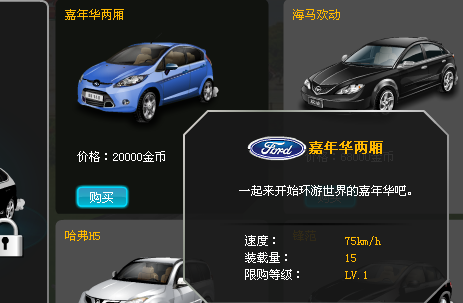 嘉年华两厢
海马欢动
价格：20000金币
购买
Ford 嘉年华两厢
一起来开始环游世界的嘉年华吧。
哈弗H5
速度： 75km/h
装载量： 15
限购等级： LV.1